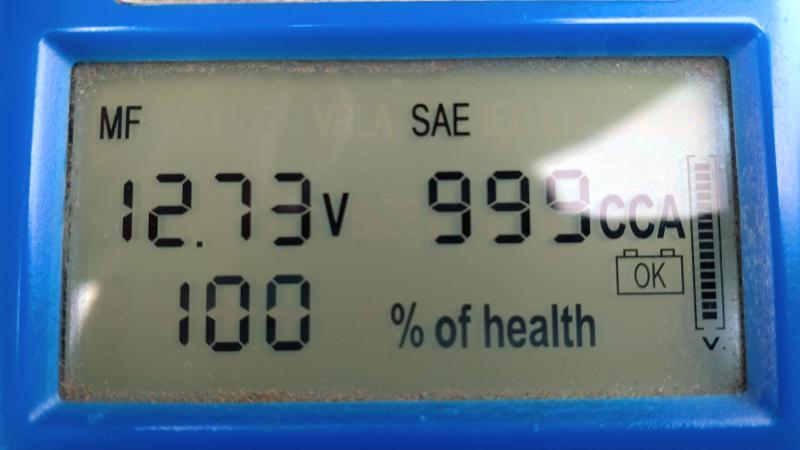 MF SAE
12.73V 999CCA
OK
100 % of health
V.